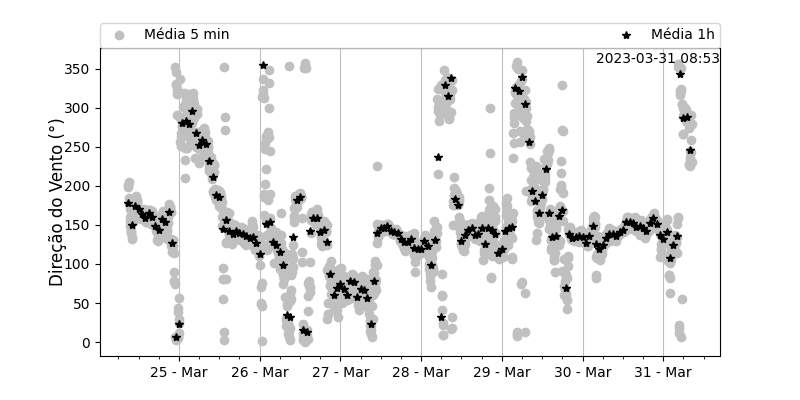 Média 5 min
Média 1h
2023-03-31 08:53
Direção do Vento (°)
350
300
250
200
150
100
50
0
25 - Mar
26 - Mar
27 - Mar
28 - Mar
29 - Mar
30 - Mar
31 - Mar